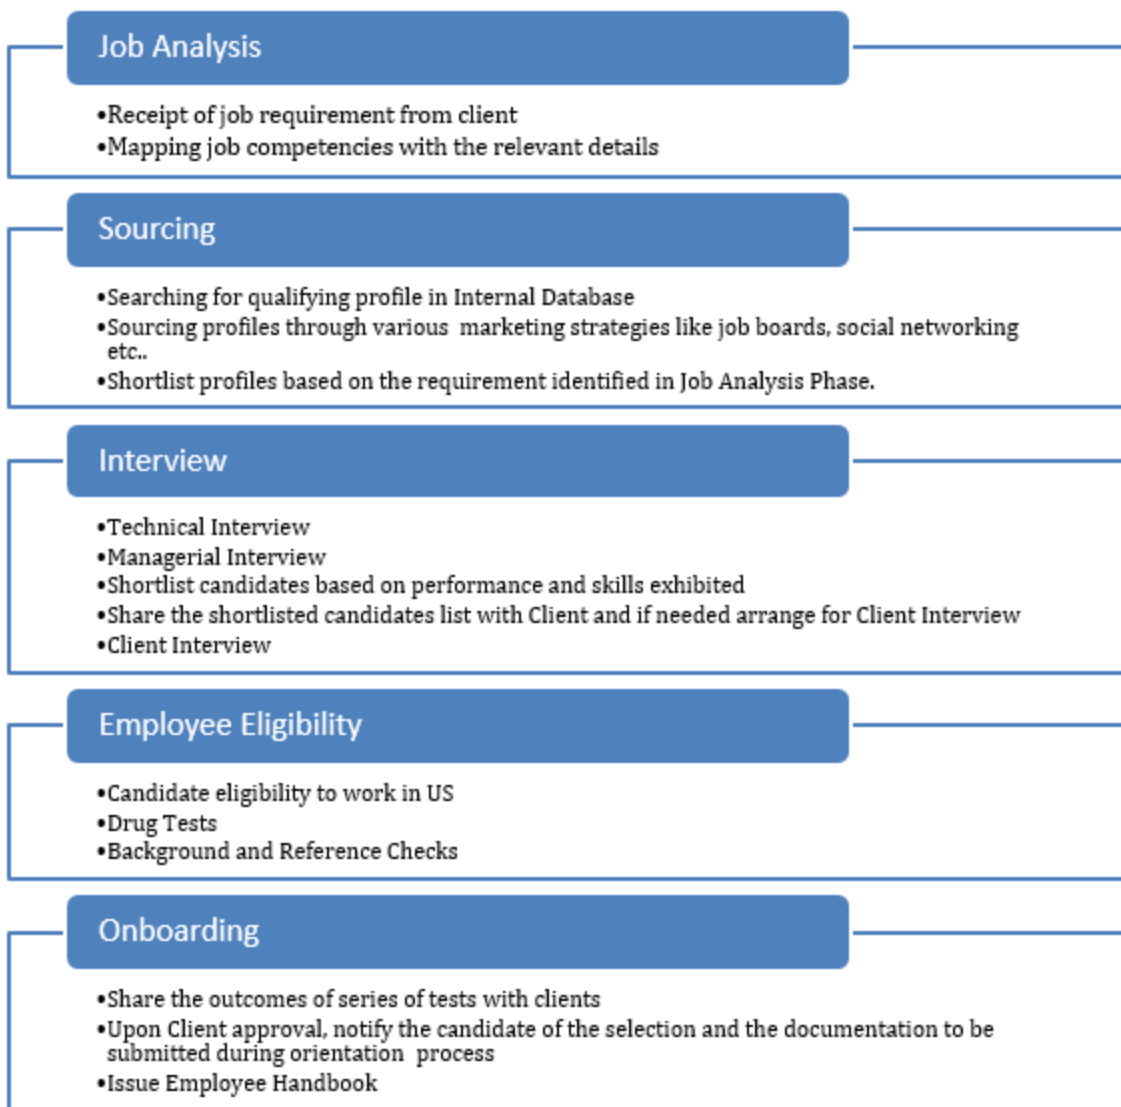 Job Analysis
•Receipt of job requirement from client
•Mapping job competencies with the relevant details
Sourcing
•Searching for qualifying profile in Internal Database
•Sourcing profiles through various  marketing strategies like job boards, social networking
etc..
•Shortlist profiles based on the requirement identified in Job Analysis Phase.
Interview
•Technical Interview
•Managerial Interview
•Shortlist candidates based on performance and skills exhibited
•Share the shortlisted candidates list with Client and if needed arrange for Client Interview
•Client Interview
Employee Eligibility
•Candidate eligibility to work in US
•Drug Tests
•Background and Reference Checks
Onboarding
•Share the outcomes of series of tests with clients
•Upon Client approval, notify the candidate of the selection and the documentation to be
submitted during orientation  process
•Issue Employee Handbook